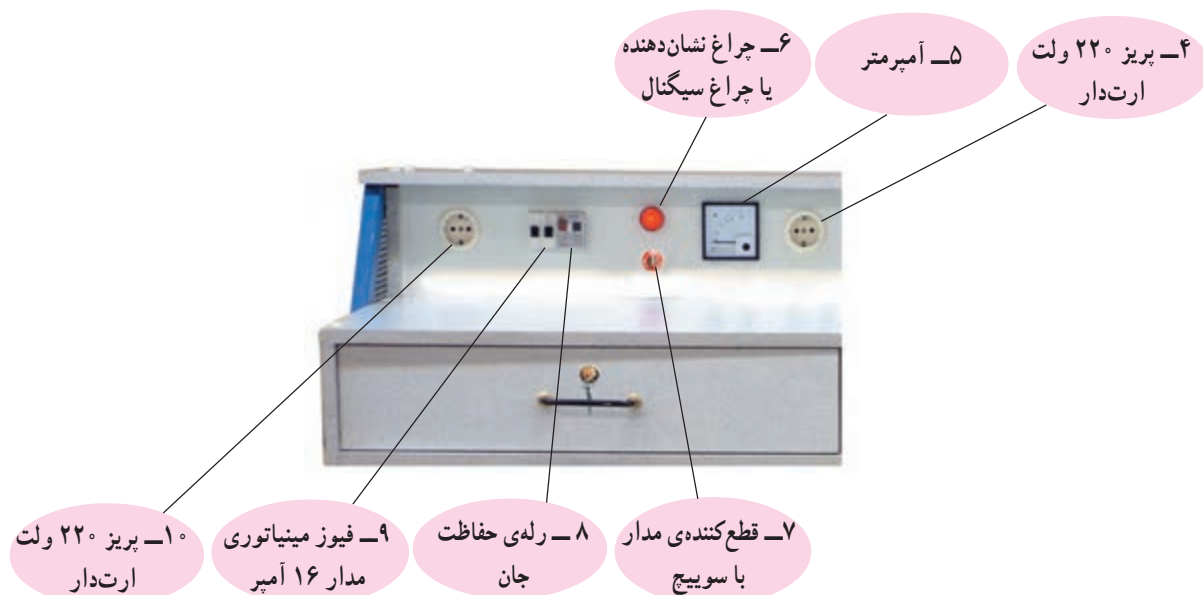 ۴ــ پریز ۲۲۰ ولت
ارت‌دار
۵ــ آمپرمتر
۶ــ چراغ نشان‌دهنده
یا چراغ سیگنال
۷ــ قطع‌کننده‌ی مدار
با سوییچ
۸ ــ رله‌ی حفاظت
جان
۹ــ فیوز مینیاتوری
مدار ۱۶ آمپر
۱۰ــ پریز ۲۲۰ ولت
ارت‌دار